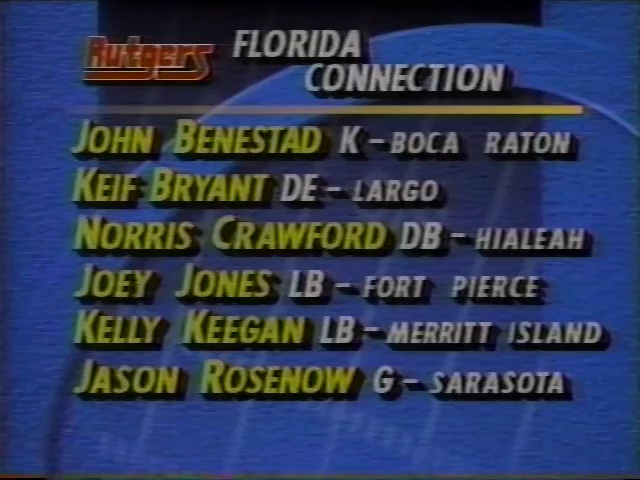 Rutgers FLORIDA
CONNECTION
JOHN BENESTAD K - BOCA RATON
KEIF BRYANT DE - LARGO
NORRIS CRAWFORD DB - HIALEAH
JOEY JONES LB - FORT PIERCE
KELLY KEEGAN LB - MERRITT ISLAND
JASON ROSENOW G - SARASOTA